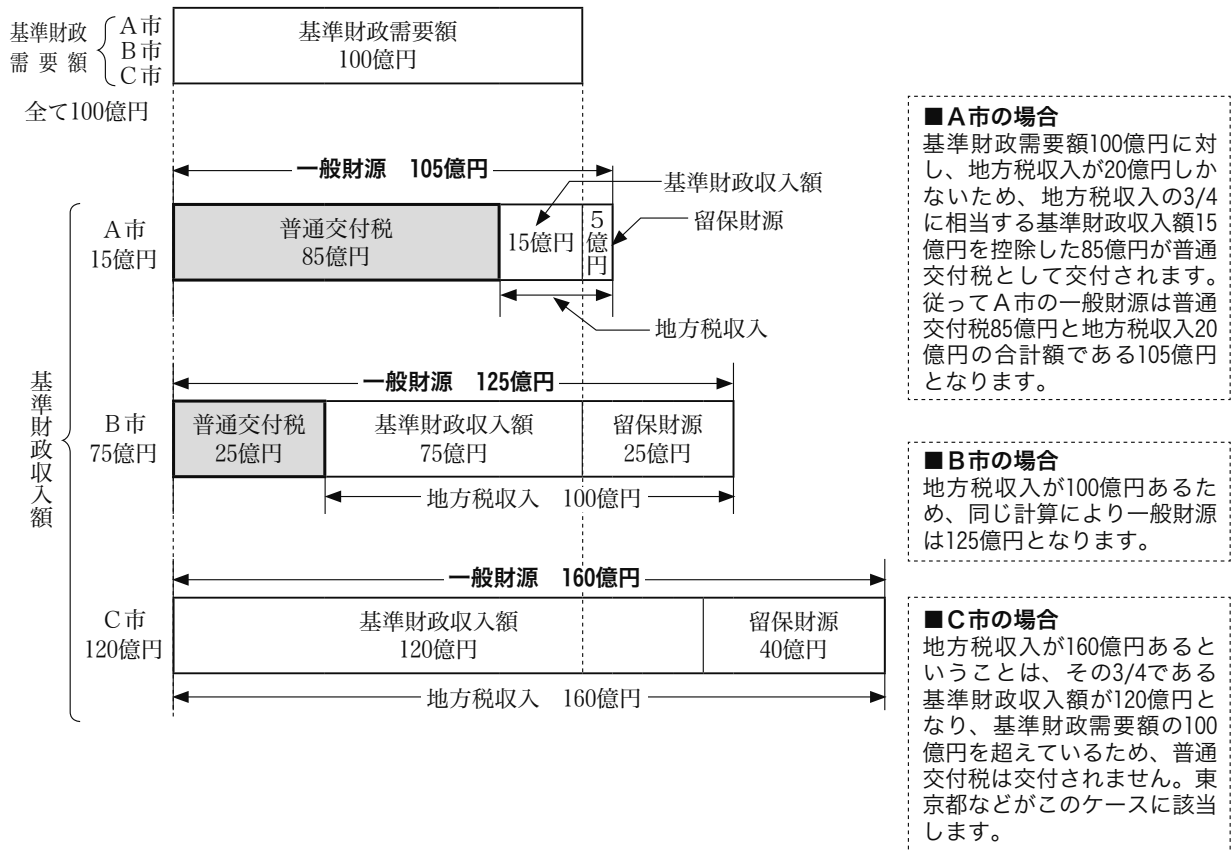 基準財政
需要額
A市
B市
C市
基準財政需要額
100億円
全て100億円
一般財源　105億円
基準財政収入額
A市
15億円
普通交付税
85億円
15億円
5億円
留保財源
地方税収入
基準財政収入額
一般財源　125億円
B市
75億円
普通交付税
25億円
基準財政収入額
75億円
留保財源
25億円
地方税収入　100億円
一般財源　160億円
C市
120億円
基準財政収入額
120億円
留保財源
40億円
地方税収入　160億円
■A市の場合
基準財政需要額100億円に対
し、地方税収入が20億円しか
ないため、地方税収入の3/4
に相当する基準財政収入額15
億円を控除した85億円が普通
交付税として交付されます。
従ってA市の一般財源は普通
交付税85億円と地方税収入20
億円の合計額である105億円
となります。
■B市の場合
地方税収入が100億円あるた
め、同じ計算により一般財源
は125億円となります。
■C市の場合
地方税収入が160億円あると
いうことは、その3/4である
基準財政収入額が120億円と
なり、基準財政需要額の100
億円を超えているため、普通
交付税は交付されません。東
京都などがこのケースに該当
します。